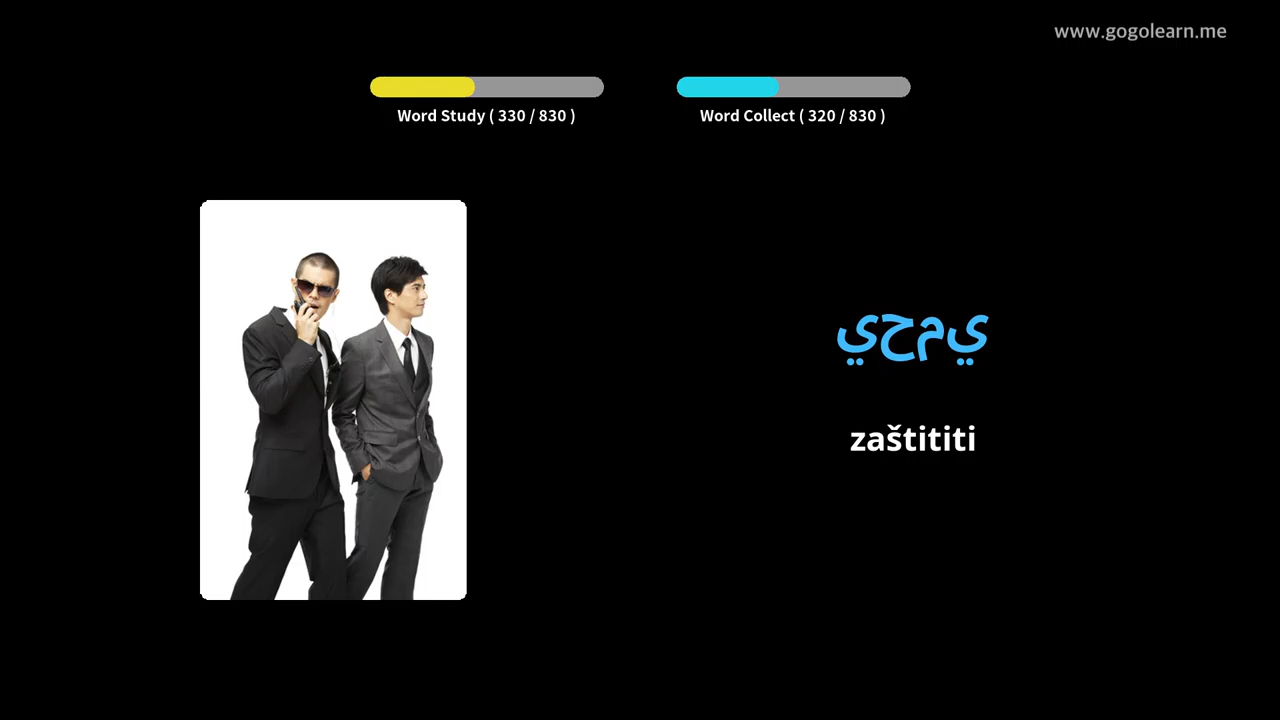 www.gogolearn.me
Word Study ( 330 / 830 )
Word Collect ( 320 / 830 )
يحمي
zaštititi